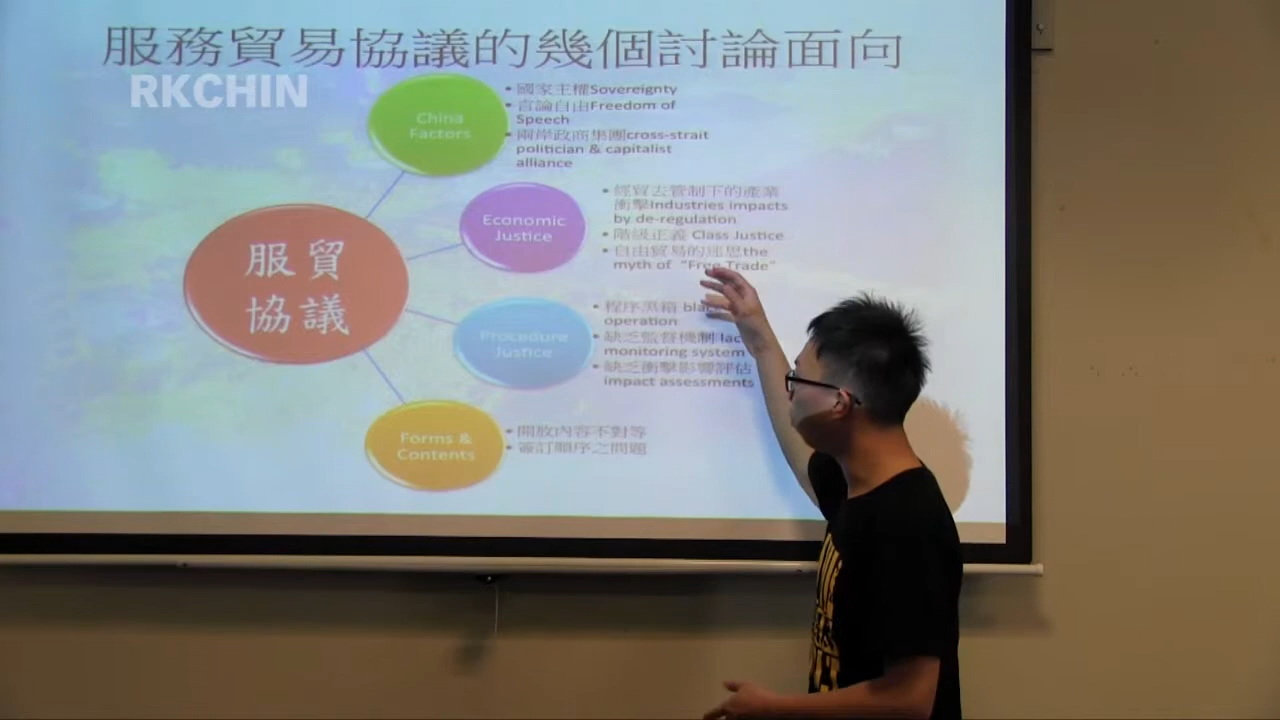 服務貿易協議的幾個討論面向
RKCHIN
China
Factors
• 國家主權Sovereignty
• 言論自由Freedom of
Speech
• 兩岸政商集團cross-strait
politician & capitalist
alliance
Economic
Justice
• 經貿去管制下的產業
衝擊Industries impacts
by de-regulation
• 階級正義 Class Justice
• 自由貿易的迷思the
myth of "Free Trade"
服貿
協議
Procedure
Justice
• 程序黑箱
operation
• 缺乏監督機制
monitoring system
• 缺乏衝擊影響評估
impact assessments
Forms &
Contents
• 開放內容不對等
• 簽訂順序之問題